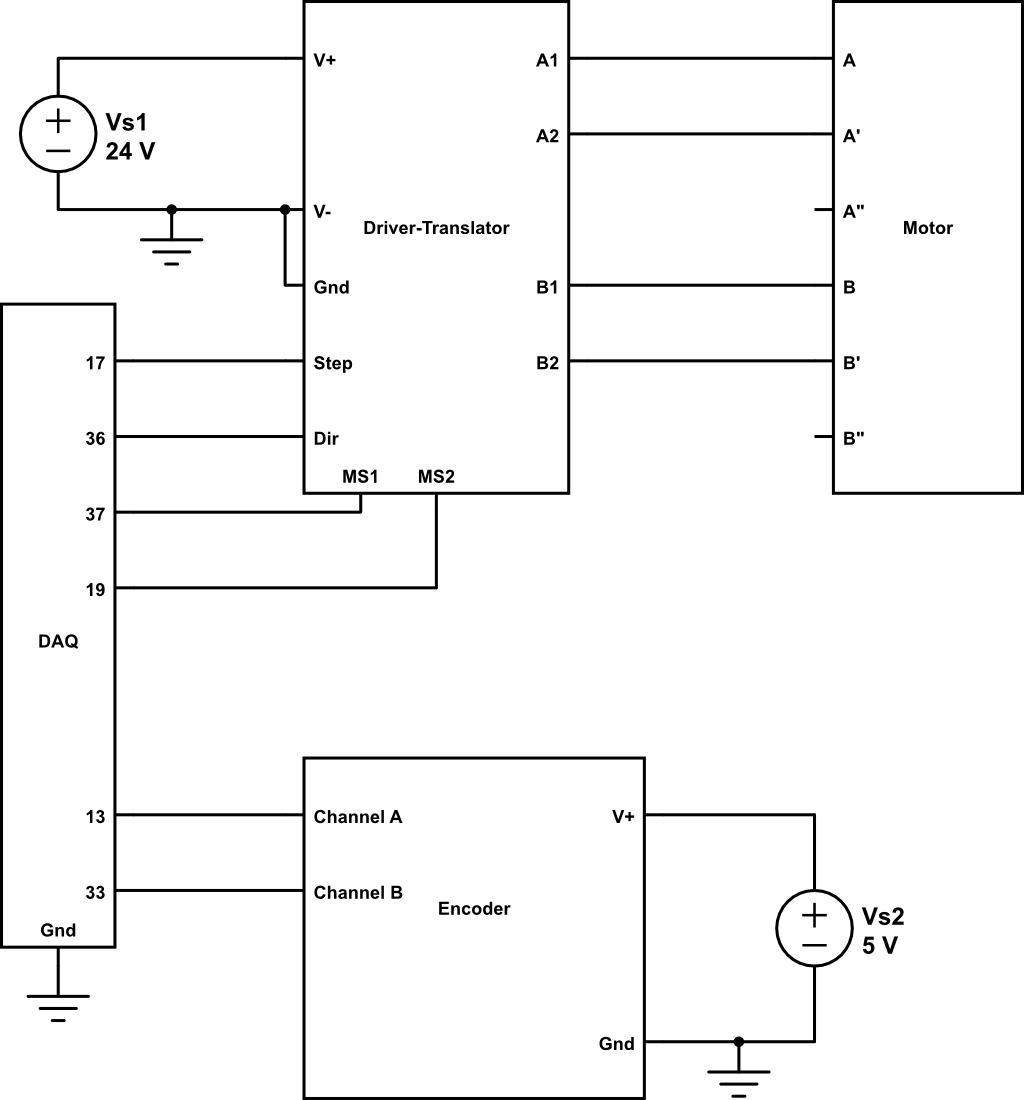 V+
A1
A
Vs1
24 V
A2
A'
V-
A"
Driver-Translator
Motor
Gnd
B1
B
17
Step
B2
B'
36
Dir
B"
MS1
MS2
37
19
DAQ
13
Channel A
V+
33
Channel B
Encoder
Vs2
5 V
Gnd
Gnd